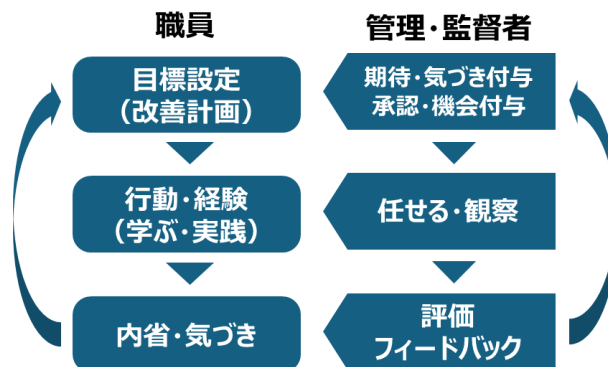 職員
管理・監督者
目標設定
（改善計画）
期待・気づき付与
承認・機会付与
行動・経験
（学ぶ・実践）
任せる・観察
内省・気づき
評価
フィードバック